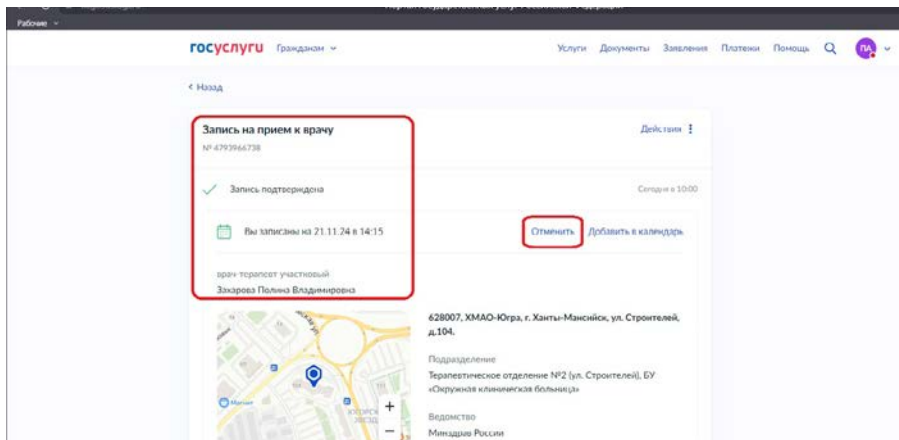 Рабочие
госуслуги Гражданам Услуги Документы Заявления Платежи Помощь ПА
Назад
Запись на прием к врачу
Действия
№ 4793966738
Запись подтверждена
Сегодня в 10:00
Вы записаны на 21.11.24 в 14:15
Отменить
Добавить в календарь
врач-терапевт участковый
Захарова Полина Владимировна
628007, ХМАО-Югра, г. Ханты-Мансийск, ул. Строителей,
д.104.
Подразделение
Терапевтическое отделение №2 (ул. Строителей), БУ
«Окружная клиническая больница»
Магнит
+
−
Ведомство
Минздрав России